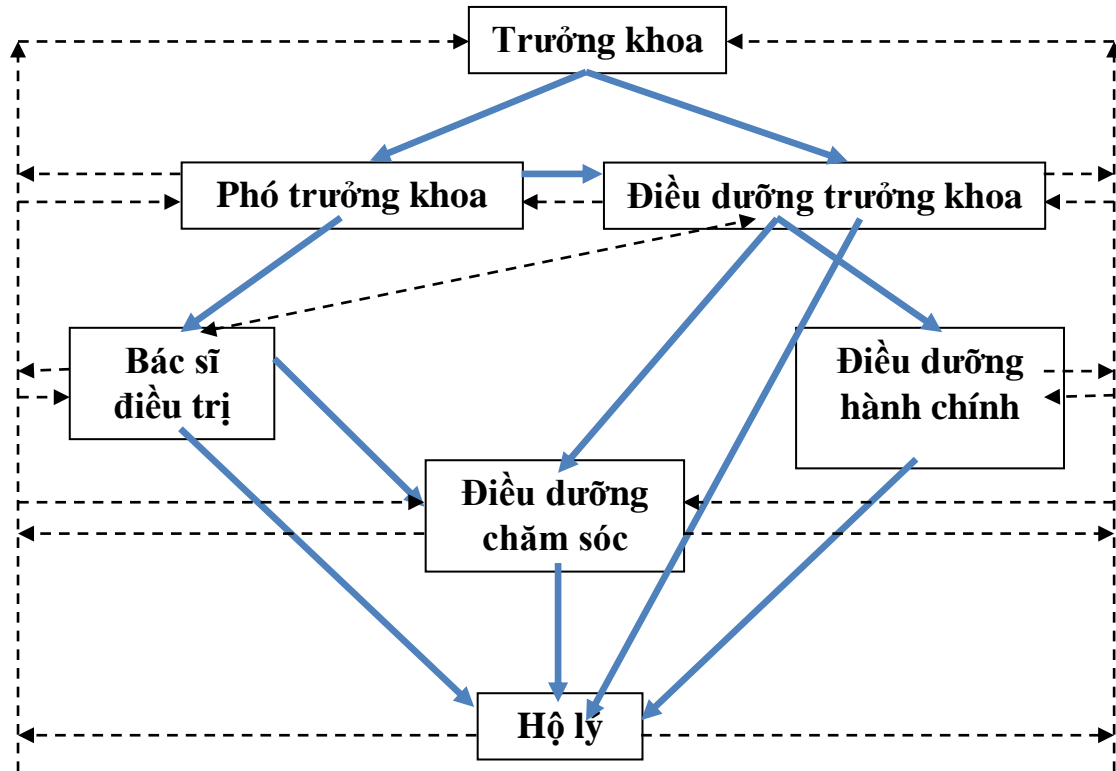 Trưởng khoa
Phó trưởng khoa
Điều dưỡng trưởng khoa
Bác sĩ
điều trị
Điều dưỡng
hành chính
Điều dưỡng
chăm sóc
Hộ lý